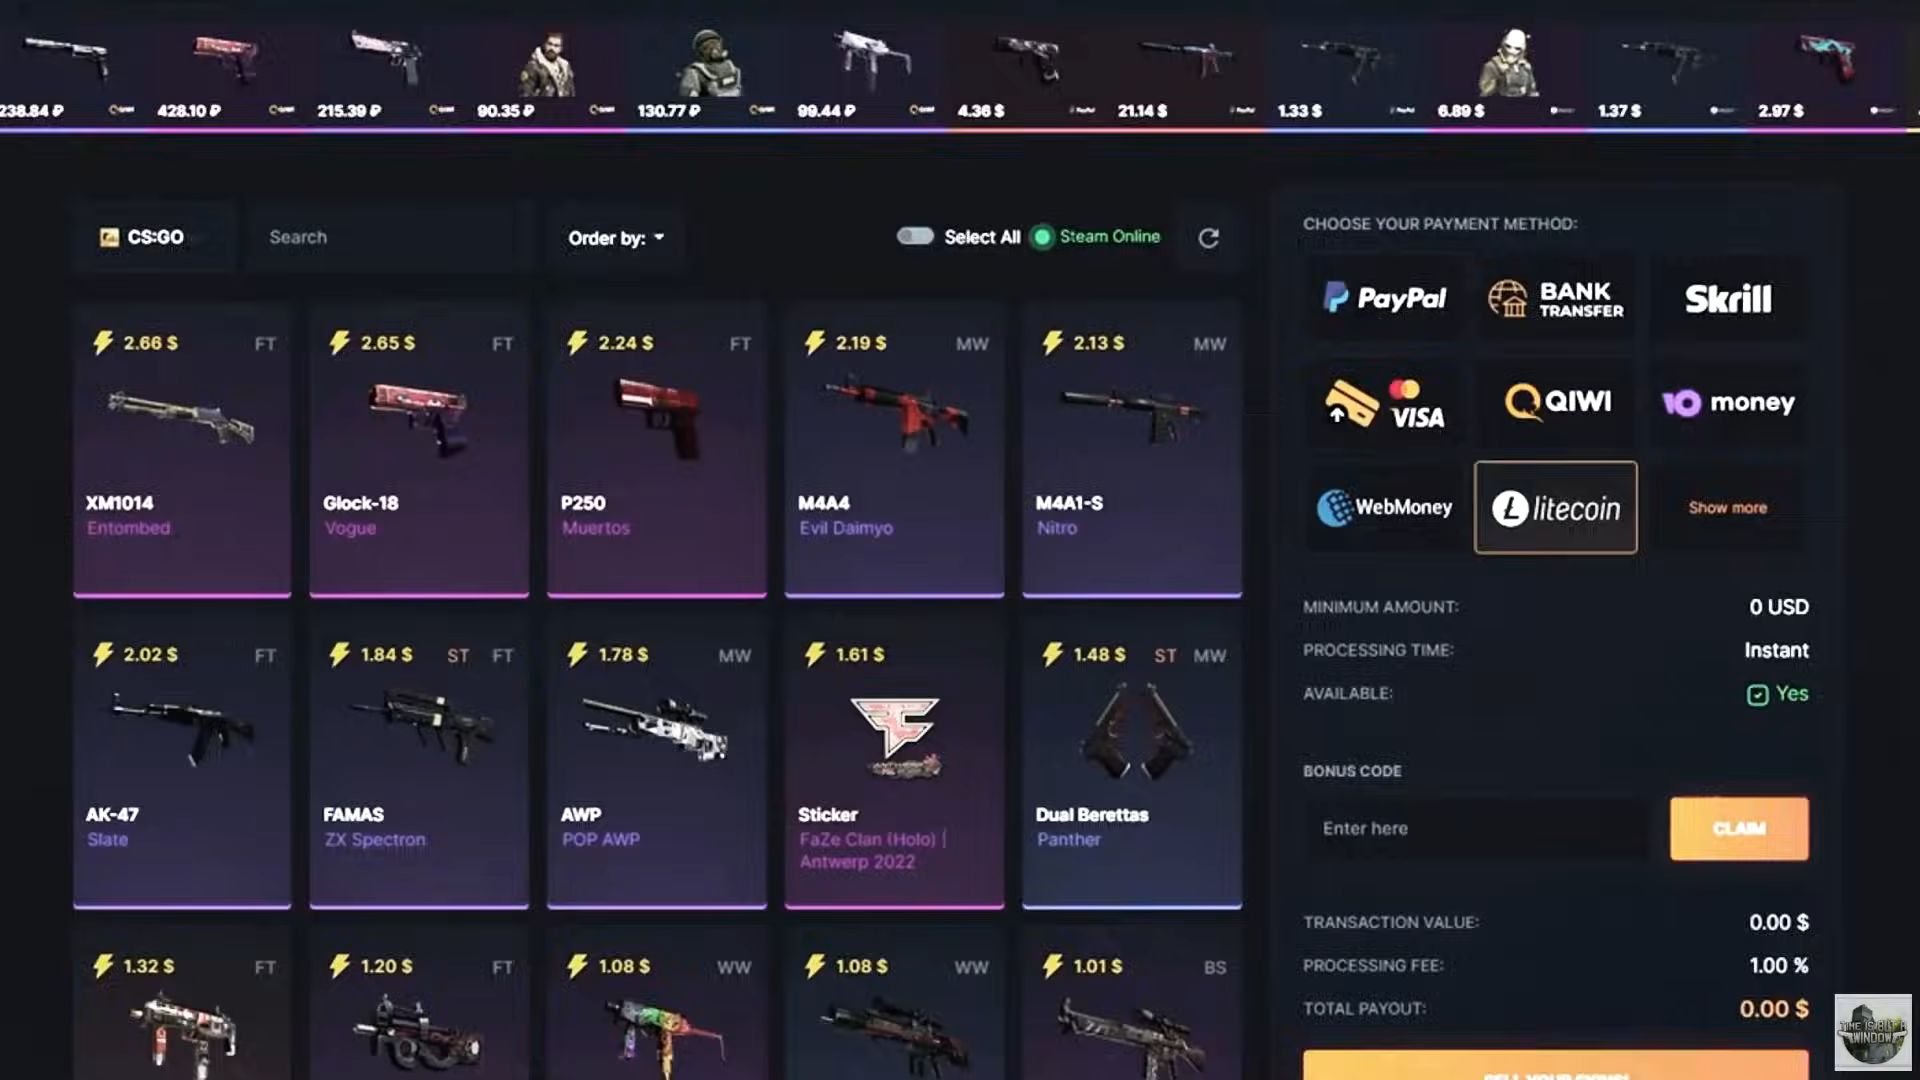 238.84 ₽ 428.10 ₽ 215.39 ₽ 90.35 ₽ 130.77 ₽ 99.44 ₽ 4.36 $ 21.14 $ 1.33 $ 6.89 $ 1.37 $ 2.97 $
CS:GO Search Order by: Select All Steam Online
2.66 $ FT 2.65 $ FT 2.24 $ FT 2.19 $ MW 2.13 $ MW
XM1014 Glock-18 P250 M4A4 M4A1-S
Entombed Vogue Muertos Evil Daimyo Nitro
2.02 $ FT 1.84 $ ST FT 1.78 $ MW 1.61 $ 1.48 $ ST MW
AK-47 FAMAS AWP Sticker Dual Berettas
Slate ZX Spectron POP AWP FaZe Clan (Holo) | Panther
Antwerp 2022
1.32 $ FT 1.20 $ FT 1.08 $ WW 1.08 $ WW 1.01 $ BS
CHOOSE YOUR PAYMENT METHOD:
PayPal BANK TRANSFER Skrill
VISA QIWI money
WebMoney litecoin Show more
MINIMUM AMOUNT: 0 USD
PROCESSING TIME: Instant
AVAILABLE: Yes
BONUS CODE
Enter here CLAIM
TRANSACTION VALUE: 0.00 $
PROCESSING FEE: 1.00 %
TOTAL PAYOUT: 0.00 $
SELL YOUR SKINS!
TIME IS BUT A
WINDOW